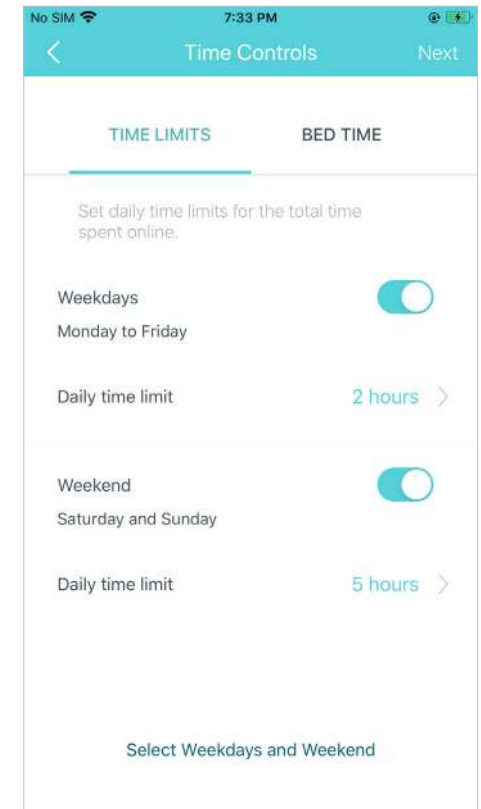 No SIM 7:33 PM
Time Controls Next
TIME LIMITS BED TIME
Set daily time limits for the total time
spent online.
Weekdays
Monday to Friday
Daily time limit 2 hours
Weekend
Saturday and Sunday
Daily time limit 5 hours
Select Weekdays and Weekend